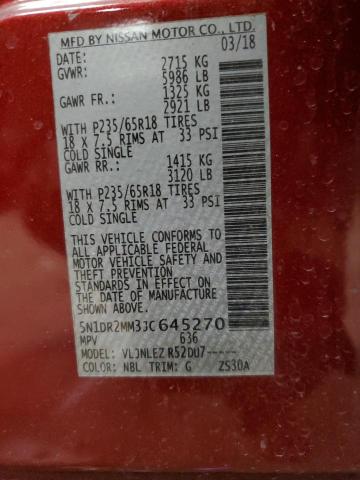 MFD BY NISSAN MOTOR CO., LTD.
DATE: 03/18
GVWR: 2715 KG
5986 LB
GAWR FR.: 1325 KG
2921 LB
WITH P235/65R18 TIRES
18 X 7.5 RIMS AT 33 PSI
COLD SINGLE
GAWR RR.: 1415 KG
3120 LB
WITH P235/65R18 TIRES
18 X 7.5 RIMS AT 33 PSI
COLD SINGLE
THIS VEHICLE CONFORMS TO
ALL APPLICABLE FEDERAL
MOTOR VEHICLE SAFETY AND
AND THEFT PREVENTION
STANDARDS IN EFFECT ON
THE DATE OF MANUFACTURE
SHOWN ABOVE.
5N1DR2MM3JC645270
MPV 636
MODEL: VLJNLEZ R52DU7-----
COLOR: NBL TRIM: G ZS30A